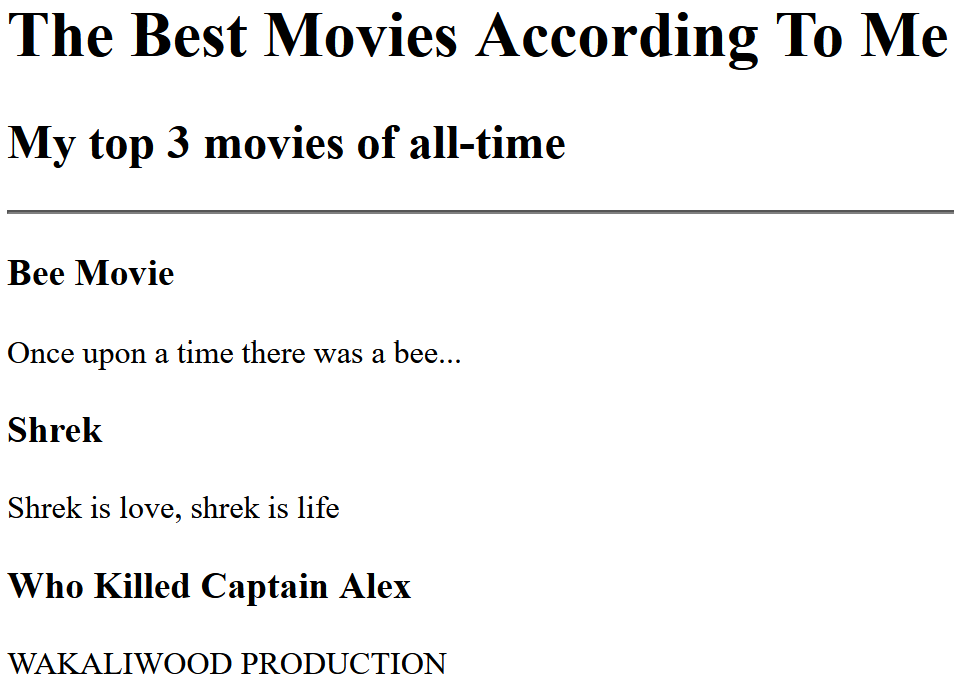 The Best Movies According To Me
My top 3 movies of all-time
Bee Movie
Once upon a time there was a bee...
Shrek
Shrek is love, shrek is life
Who Killed Captain Alex
WAKALIWOOD PRODUCTION